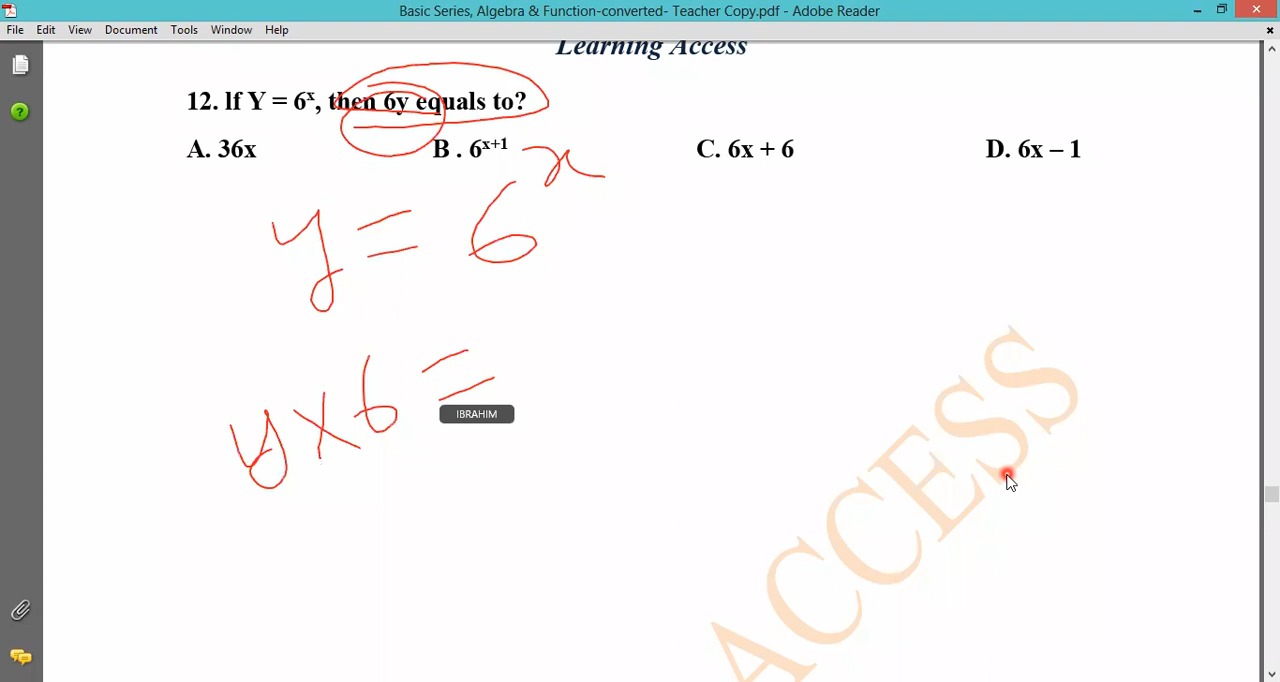 Basic Series, Algebra & Function-converted- Teacher Copy.pdf - Adobe Reader
File Edit View Document Tools Window Help
Learning Access
12. If Y = 6ˣ, then 6y equals to?
A. 36x B . 6ˣ⁺¹ C. 6x + 6 D. 6x – 1
y = 6ˣ
y × 6 =
IBRAHIM
ACCESS